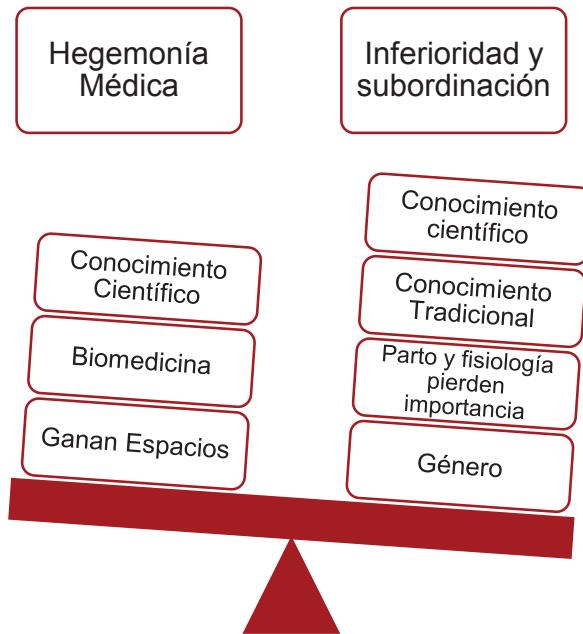 Hegemonía
Médica
Inferioridad y
subordinación
Conocimiento
Científico
Biomedicina
Ganan Espacios
Conocimiento
científico
Conocimiento
Tradicional
Parto y fisiología
pierden
importancia
Género